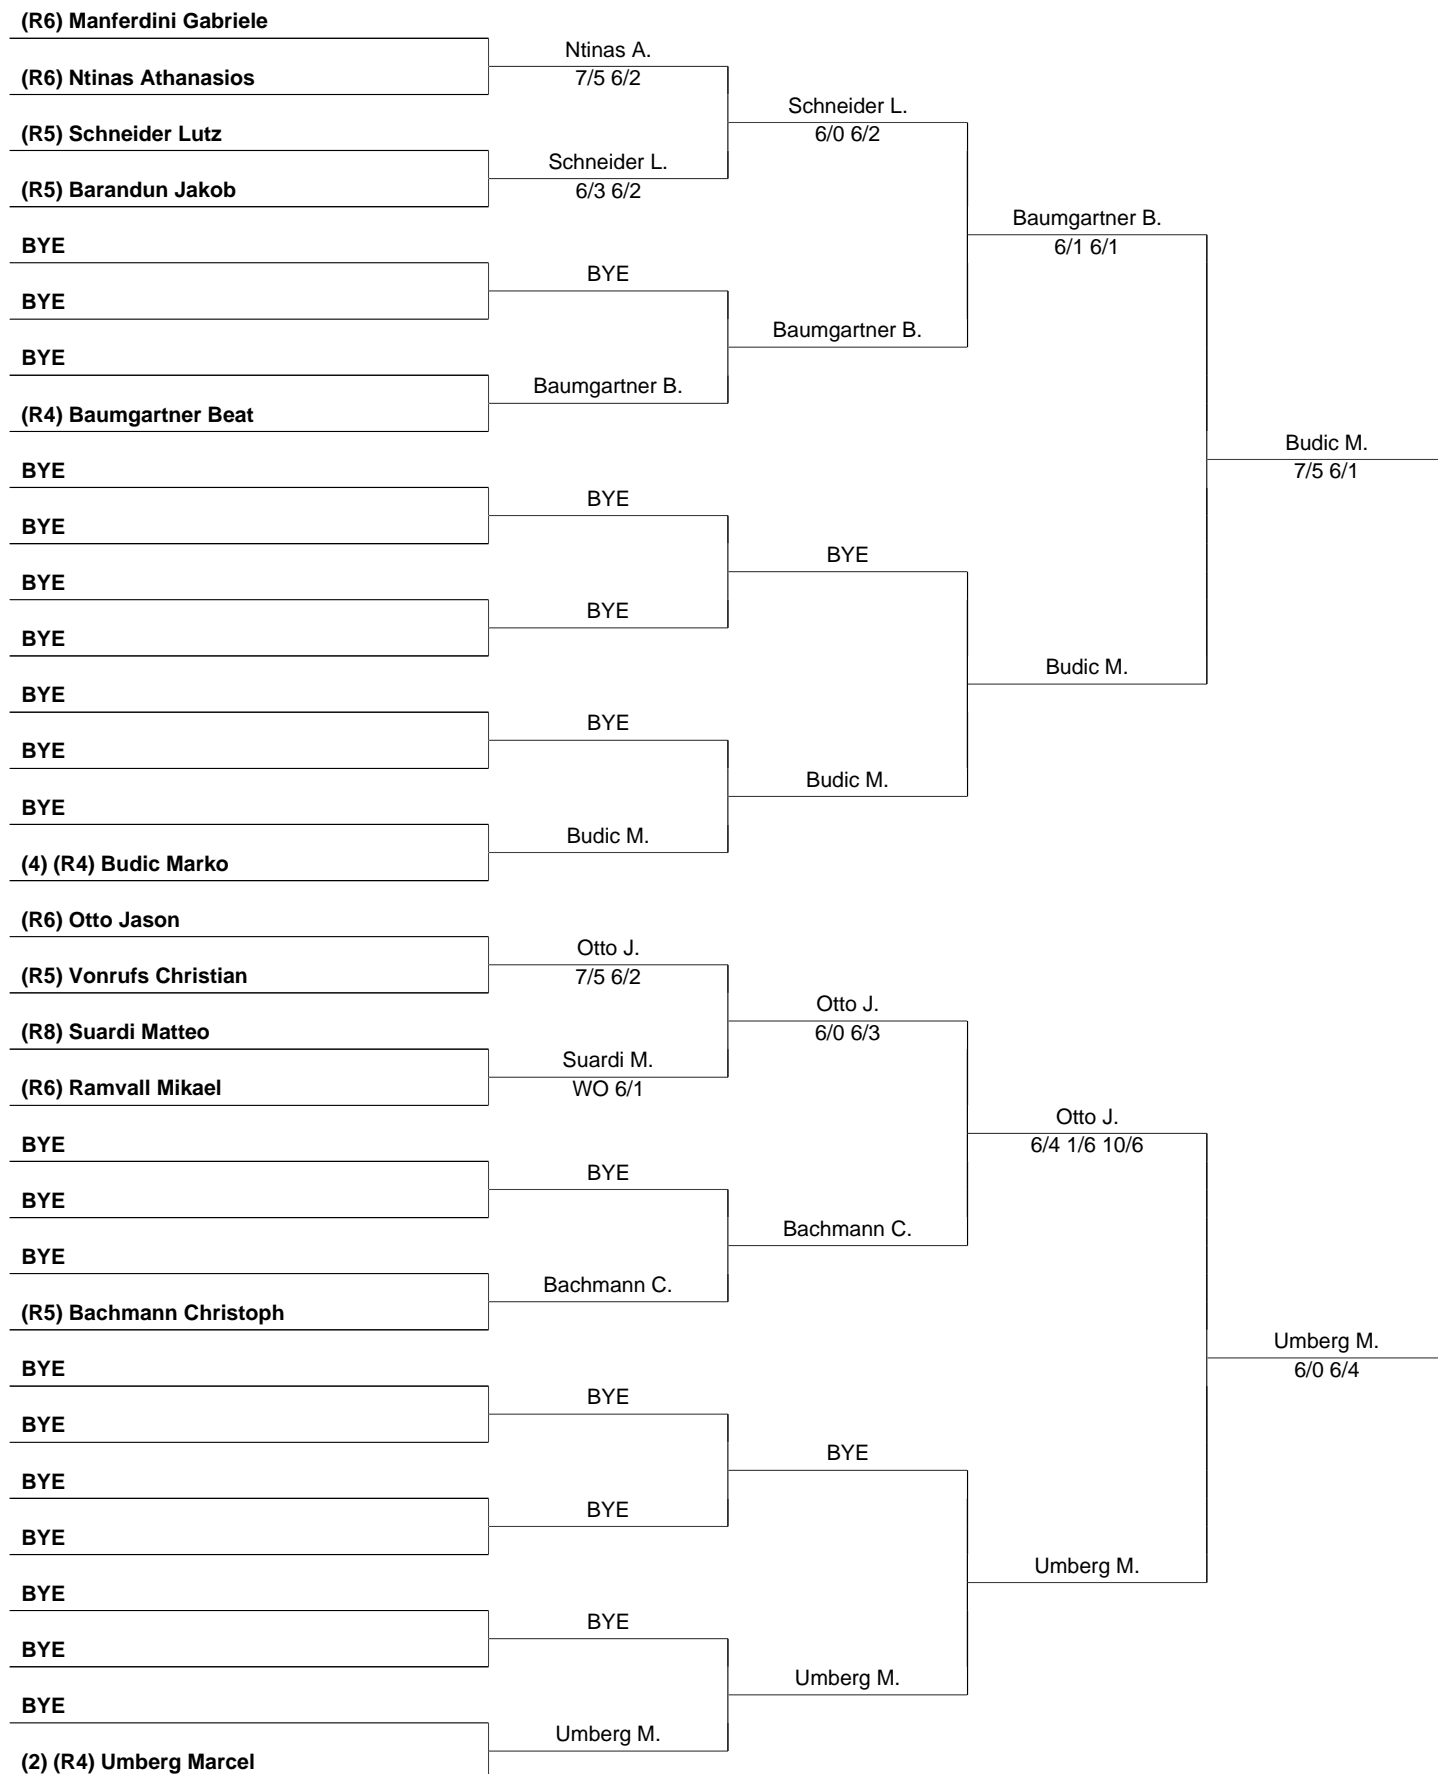 (R6) Manferdini Gabriele
Ntinas A.
(R6) Ntinas Athanasios
7/5 6/2
Schneider L.
(R5) Schneider Lutz
6/0 6/2
Schneider L.
(R5) Barandun Jakob
6/3 6/2
Baumgartner B.
BYE
6/1 6/1
BYE
BYE
Baumgartner B.
BYE
Baumgartner B.
(R4) Baumgartner Beat
Budic M.
BYE
7/5 6/1
BYE
BYE
BYE
BYE
BYE
BYE
Budic M.
BYE
BYE
BYE
Budic M.
BYE
Budic M.
(4) (R4) Budic Marko
(R6) Otto Jason
Otto J.
(R5) Vonrufs Christian
7/5 6/2
Otto J.
(R8) Suardi Matteo
6/0 6/3
Suardi M.
(R6) Ramvall Mikael
WO 6/1
Otto J.
BYE
6/4 1/6 10/6
BYE
BYE
Bachmann C.
BYE
Bachmann C.
(R5) Bachmann Christoph
Umberg M.
BYE
6/0 6/4
BYE
BYE
BYE
BYE
BYE
BYE
Umberg M.
BYE
BYE
BYE
Umberg M.
BYE
Umberg M.
(2) (R4) Umberg Marcel